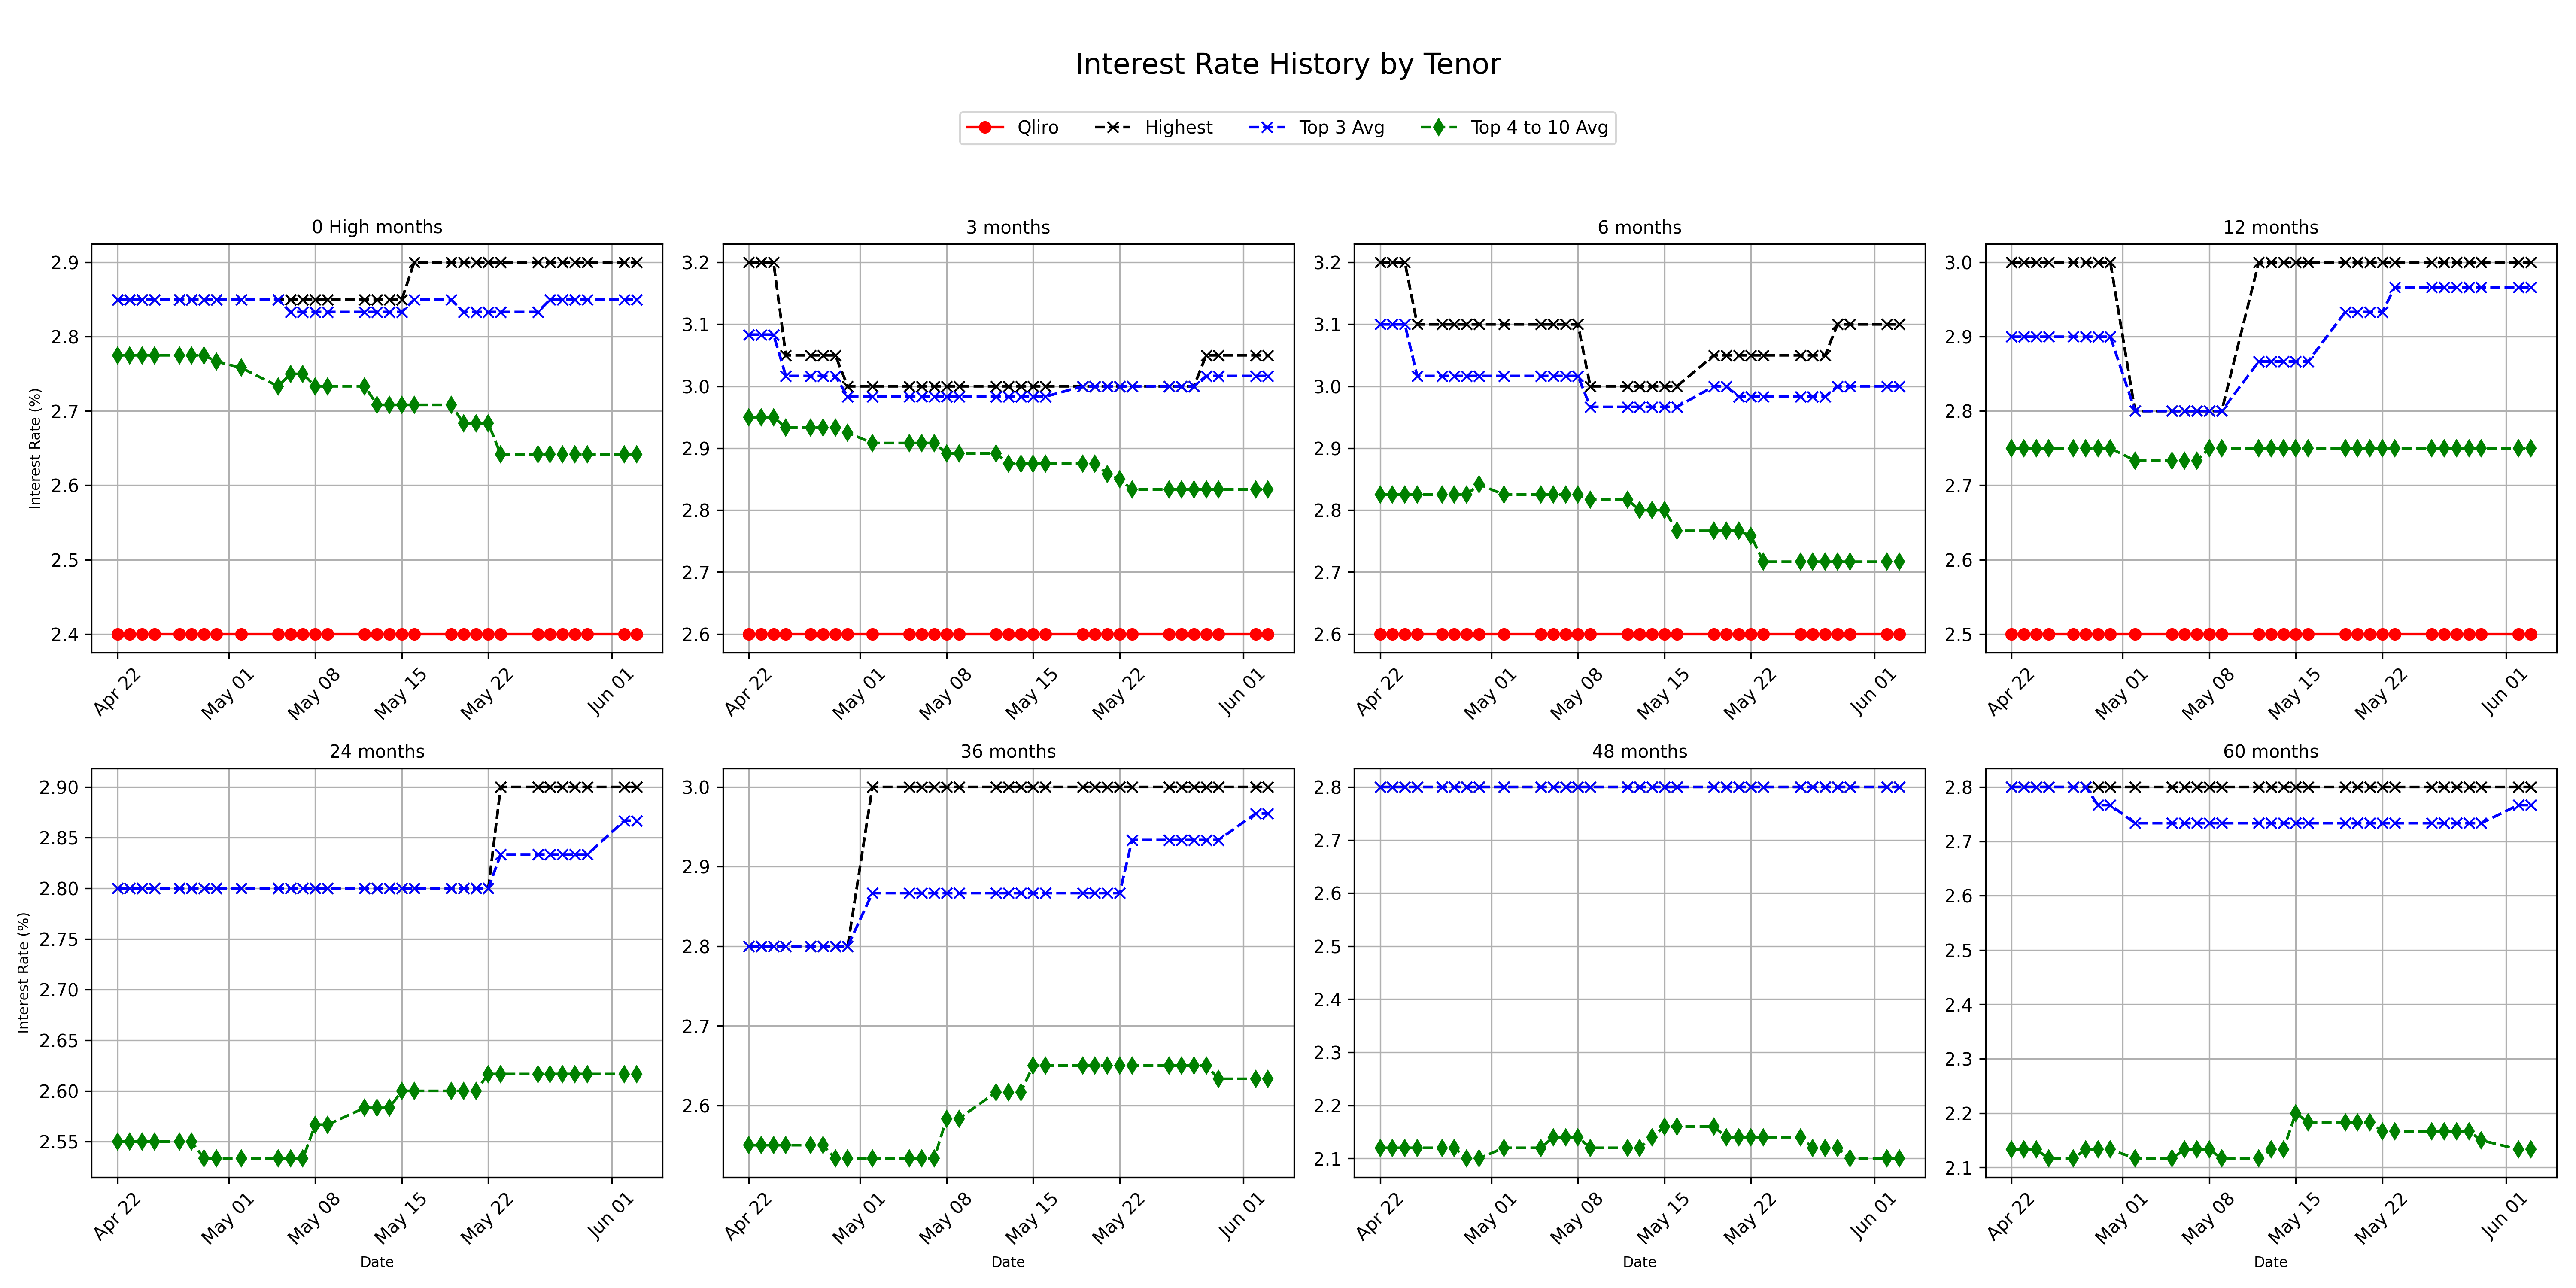 Interest Rate History by Tenor
Qliro Highest Top 3 Avg Top 4 to 10 Avg
0 High months
Interest Rate (%)
2.9
2.8
2.7
2.6
2.5
2.4
Apr 22 May 01 May 08 May 15 May 22 Jun 01
3 months
3.2
3.1
3.0
2.9
2.8
2.7
2.6
Apr 22 May 01 May 08 May 15 May 22 Jun 01
6 months
3.2
3.1
3.0
2.9
2.8
2.7
2.6
Apr 22 May 01 May 08 May 15 May 22 Jun 01
12 months
3.0
2.9
2.8
2.7
2.6
2.5
Apr 22 May 01 May 08 May 15 May 22 Jun 01
24 months
Interest Rate (%)
2.90
2.85
2.80
2.75
2.70
2.65
2.60
2.55
Apr 22 May 01 May 08 May 15 May 22 Jun 01
Date
36 months
3.0
2.9
2.8
2.7
2.6
Apr 22 May 01 May 08 May 15 May 22 Jun 01
Date
48 months
2.8
2.7
2.6
2.5
2.4
2.3
2.2
2.1
Apr 22 May 01 May 08 May 15 May 22 Jun 01
Date
60 months
2.8
2.7
2.6
2.5
2.4
2.3
2.2
2.1
Apr 22 May 01 May 08 May 15 May 22 Jun 01
Date